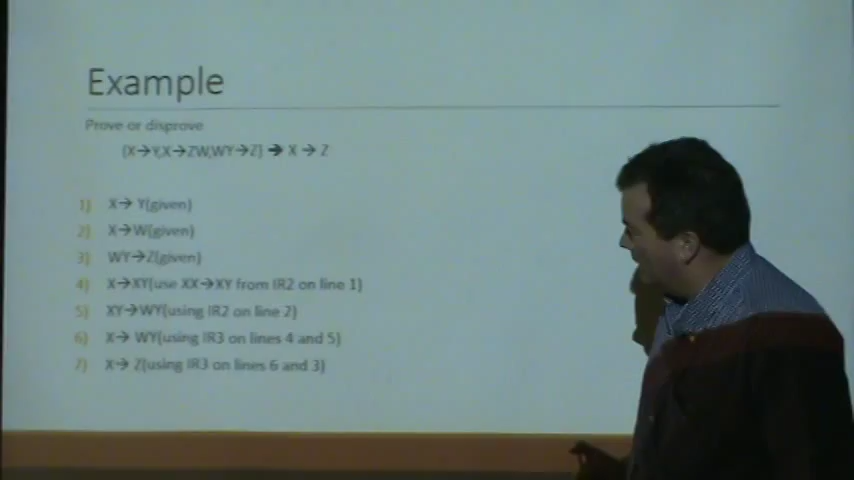 Example
Prove or disprove
{X→Y,X→ZW,WY→Z} → X → Z
1) X→ Y(given)
2) X→W(given)
3) WY→Z(given)
4) X→XY(use XX→XY from IR2 on line 1)
5) XY→WY(using IR2 on line 2)
6) X→ WY(using IR3 on lines 4 and 5)
7) X→ Z(using IR3 on lines 6 and 3)